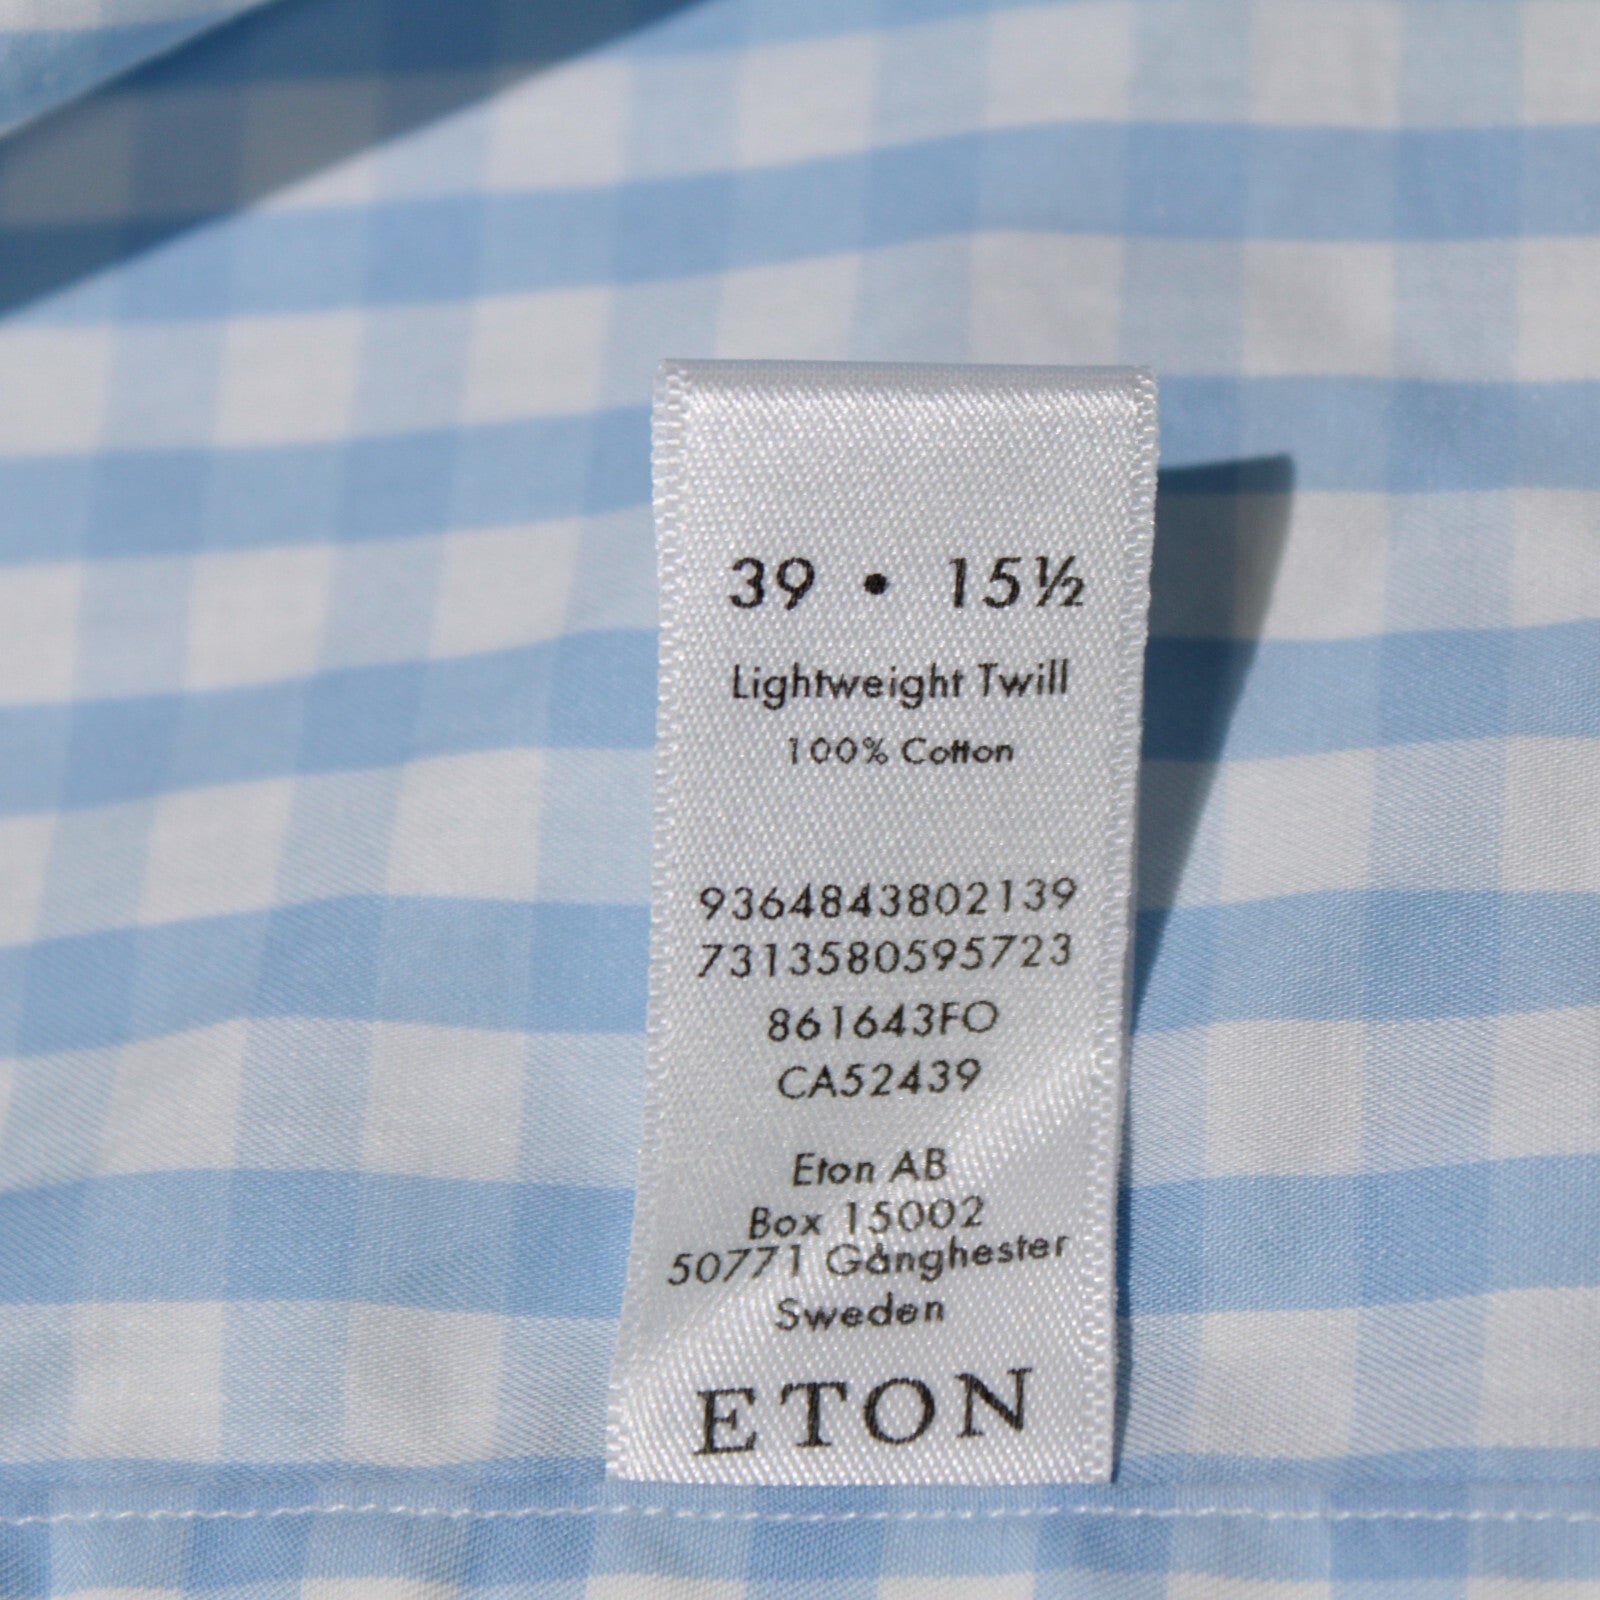 39 • 15½
Lightweight Twill
100% Cotton
9364843802139
7313580595723
861643FO
CA52439
Eton AB
Box 15002
50771 Gånghester
Sweden
ETON